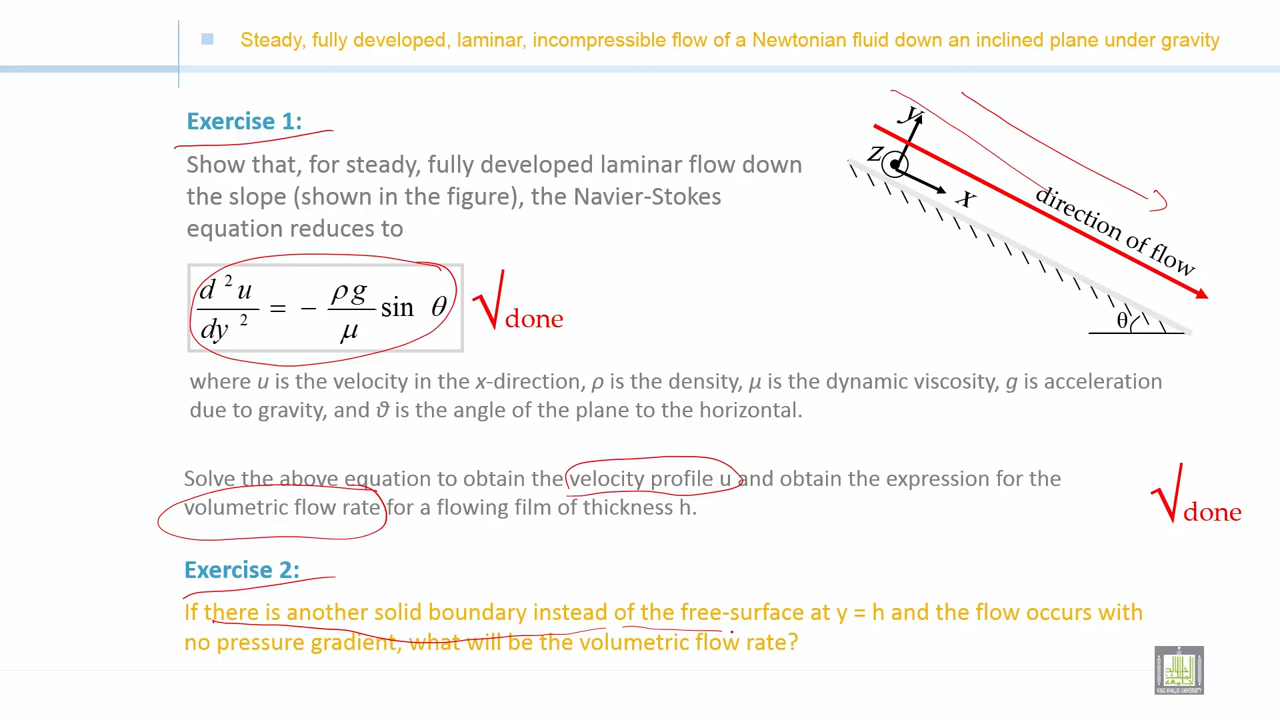 Steady, fully developed, laminar, incompressible flow of a Newtonian fluid down an inclined plane under gravity
Exercise 1:
Show that, for steady, fully developed laminar flow down
the slope (shown in the figure), the Navier-Stokes
equation reduces to
d²u/dy² = − ρg/μ sin θ
√done
y
z
x
direction of flow
θ
where u is the velocity in the x-direction, ρ is the density, μ is the dynamic viscosity, g is acceleration
due to gravity, and ϑ is the angle of the plane to the horizontal.
Solve the above equation to obtain the velocity profile u and obtain the expression for the
volumetric flow rate for a flowing film of thickness h.
√done
Exercise 2:
If there is another solid boundary instead of the free-surface at y = h and the flow occurs with
no pressure gradient, what will be the volumetric flow rate?
KING KHALID UNIVERSITY